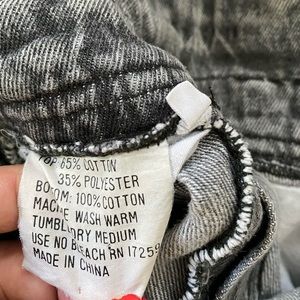 TOP: 65% COTTON
35% POLYESTER
BOTTOM: 100% COTTON
MACHINE WASH WARM
TUMBLE DRY MEDIUM
USE NO BLEACH RN 17259
MADE IN CHINA